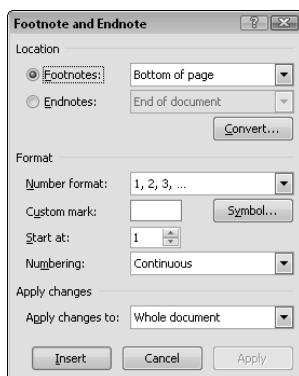 Footnote and Endnote
Location
Footnotes: Bottom of page
Endnotes: End of document
Convert...
Format
Number format: 1, 2, 3, ...
Custom mark: Symbol...
Start at: 1
Numbering: Continuous
Apply changes
Apply changes to: Whole document
Insert Cancel Apply